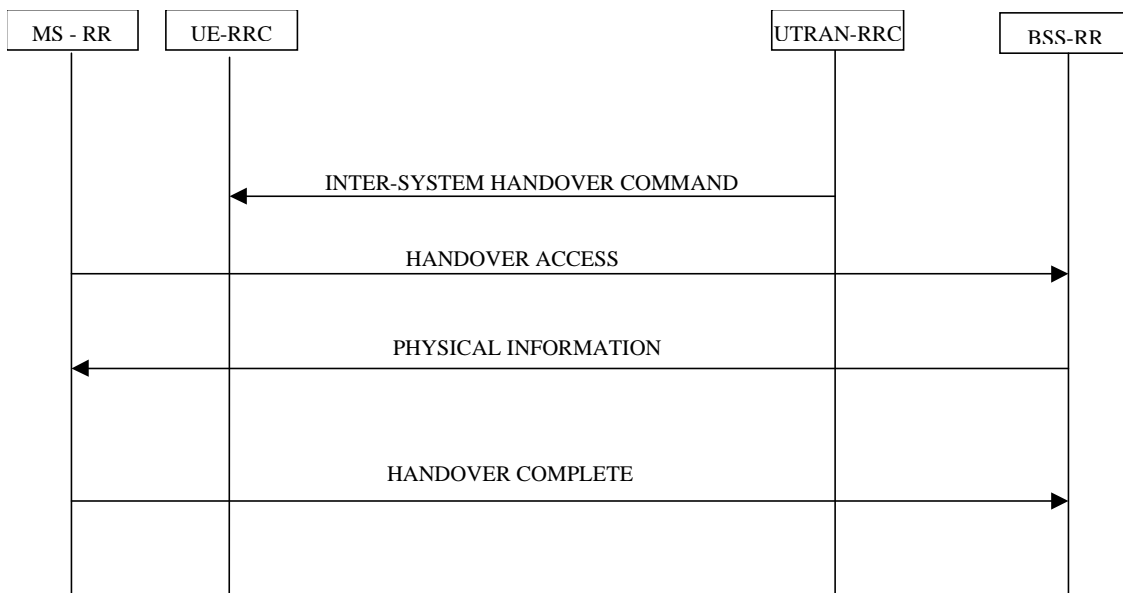 MS - RR
UE-RRC
UTRAN-RRC
BSS-RR
INTER-SYSTEM HANDOVER COMMAND
HANDOVER ACCESS
PHYSICAL INFORMATION
HANDOVER COMPLETE